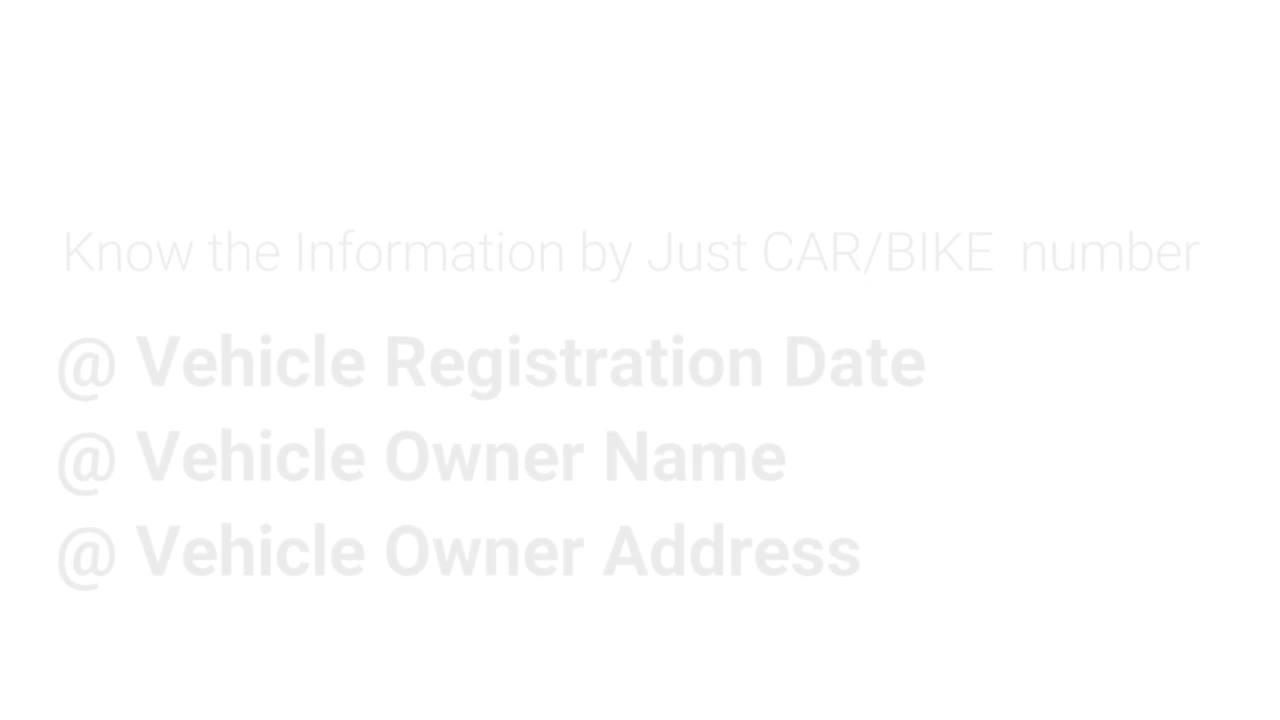 Know the Information by Just CAR/BIKE  number
@ Vehicle Registration Date
@ Vehicle Owner Name
@ Vehicle Owner Address